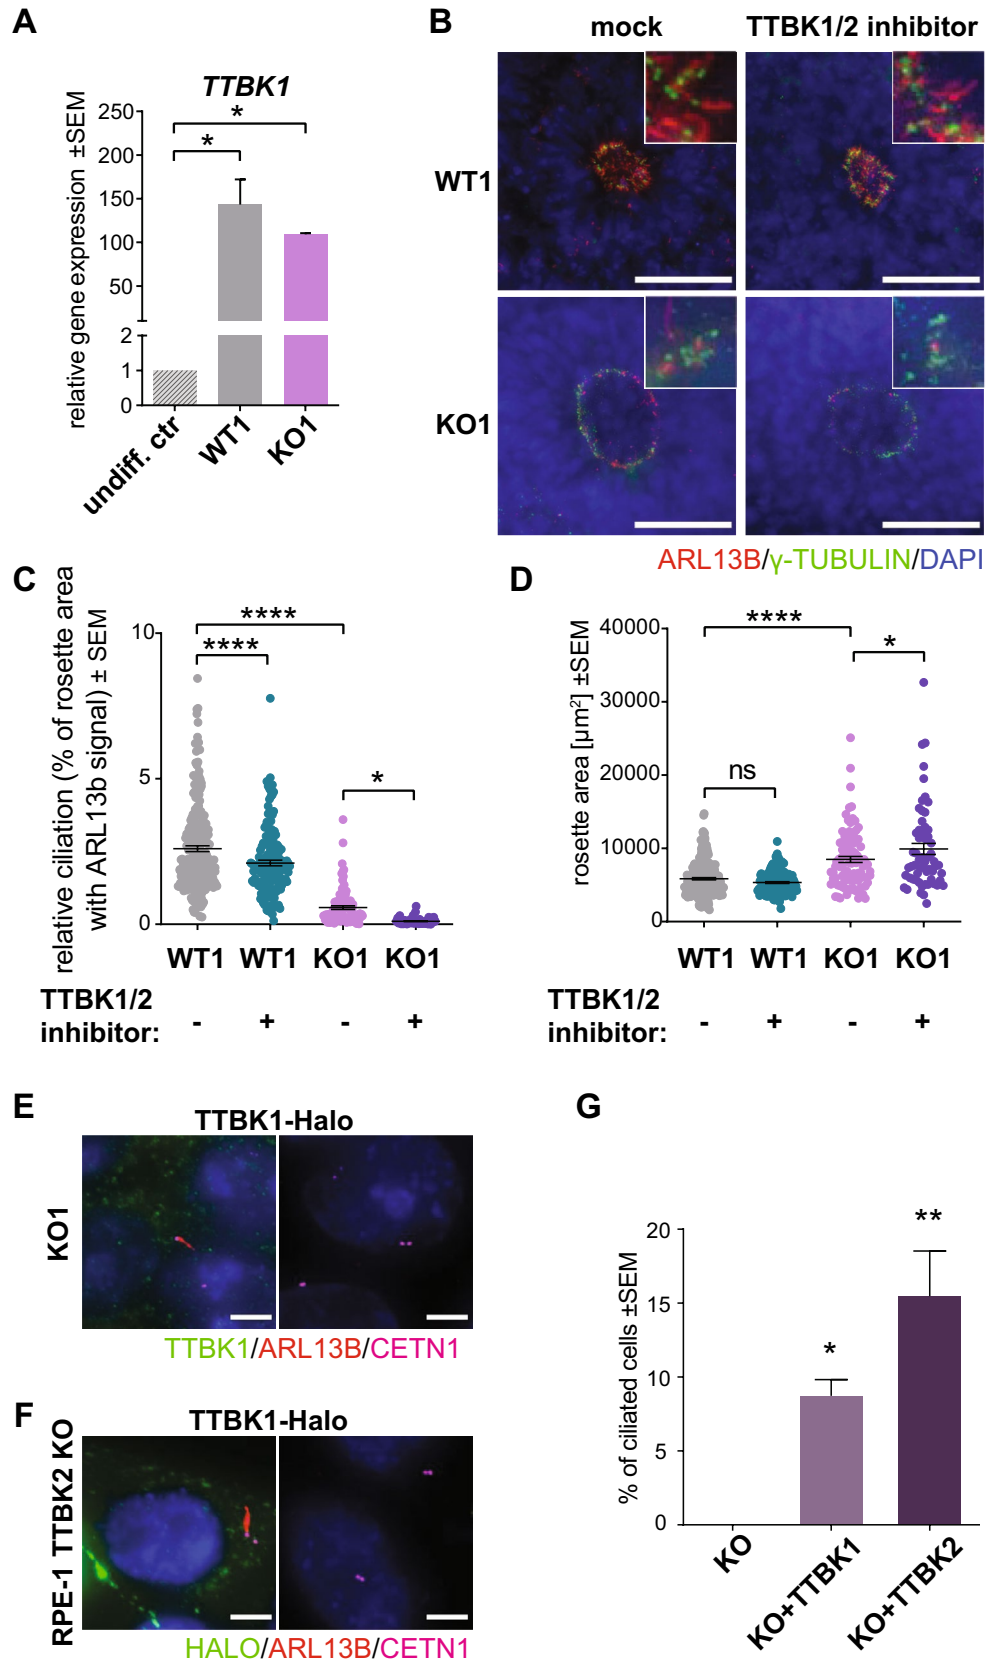 A
TTBK1
relative gene expression ±SEM
250
200
150
100
50
2
1
0
*
*
undiff. ctr
WT1
KO1
B
mock
TTBK1/2 inhibitor
WT1
KO1
ARL13B/γ-TUBULIN/DAPI
C
relative ciliation (% of rosette area
with ARL13b signal) ± SEM
10
5
0
****
****
*
WT1 WT1 KO1 KO1
TTBK1/2
inhibitor: - + - +
D
rosette area [µm²] ±SEM
40000
30000
20000
10000
0
****
*
ns
WT1 WT1 KO1 KO1
TTBK1/2
inhibitor: - + - +
E
TTBK1-Halo
KO1
TTBK1/ARL13B/CETN1
F
TTBK1-Halo
RPE-1 TTBK2 KO
HALO/ARL13B/CETN1
G
% of ciliated cells ±SEM
20
15
10
5
0
*
**
KO
KO+TTBK1
KO+TTBK2